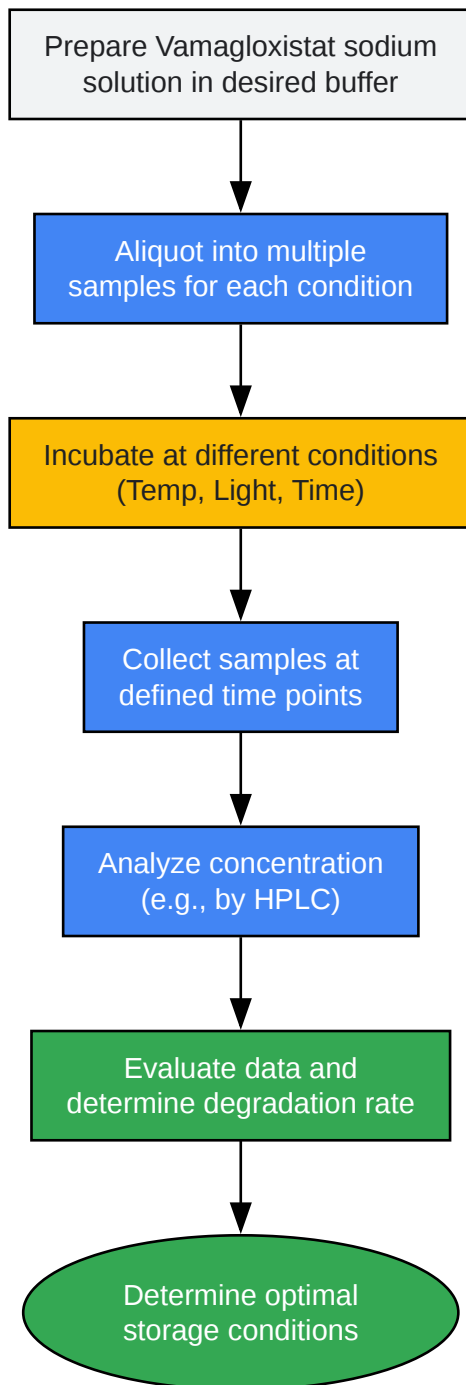 Prepare Vamagloxistat sodium
solution in desired buffer
Aliquot into multiple
samples for each condition
Incubate at different conditions
(Temp, Light, Time)
Collect samples at
defined time points
Analyze concentration
(e.g., by HPLC)
Evaluate data and
determine degradation rate
Determine optimal
storage conditions